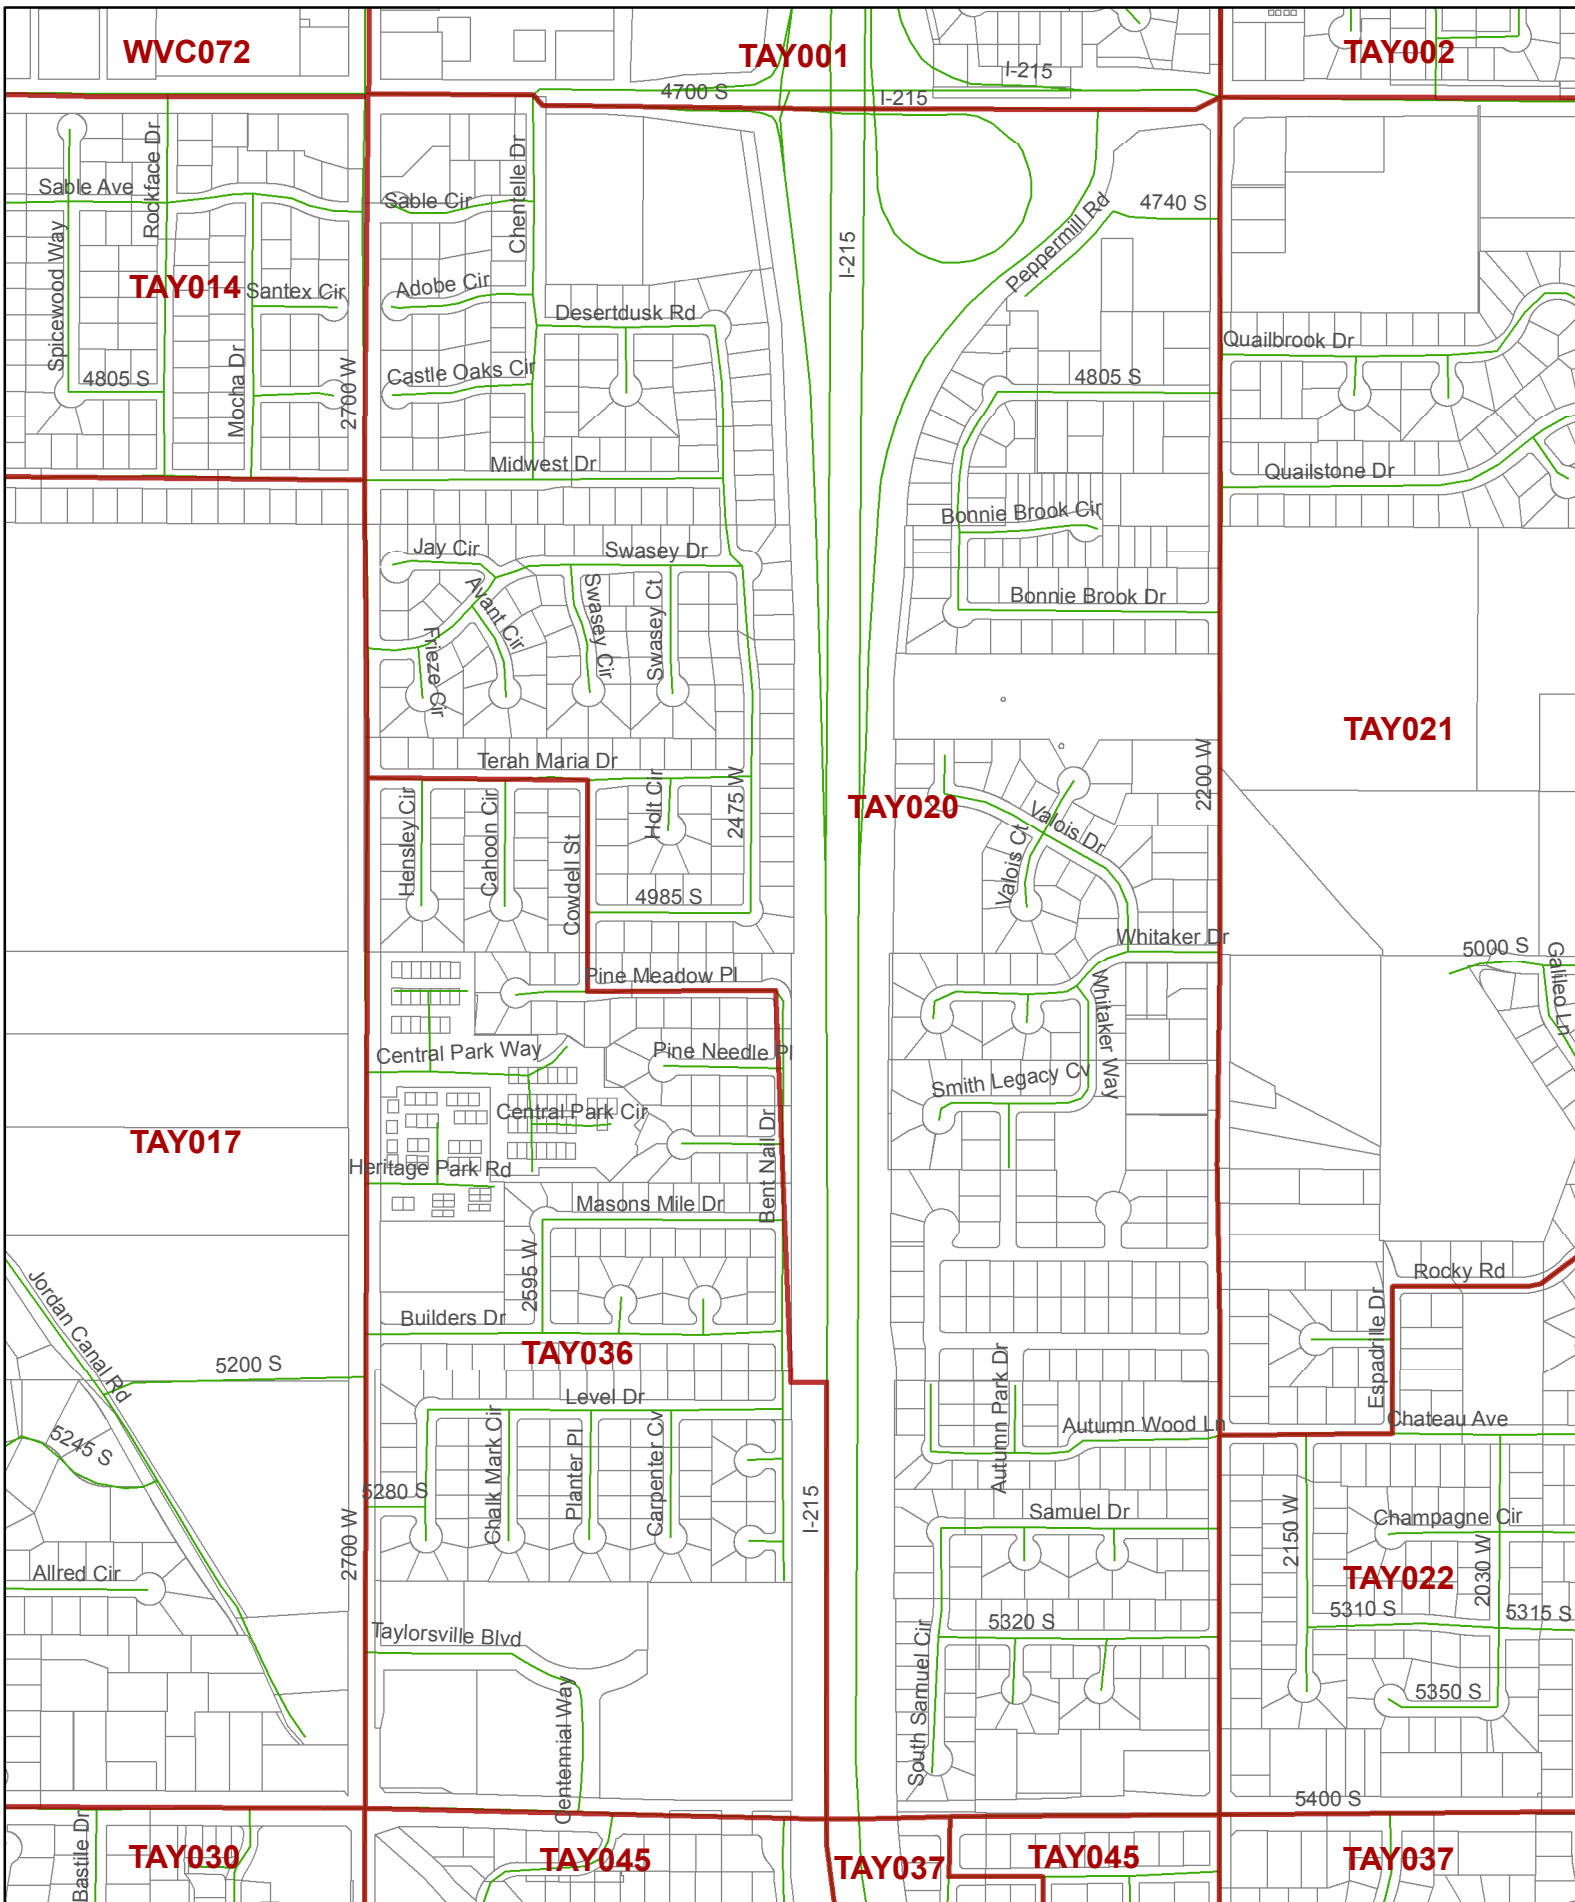 WVC072
TAY001
TAY002
I-215
4700 S
I-215
Sable Ave
Rockface Dr
Spicewood Way
TAY014
Santex Cir
Mocha Dr
4805 S
2700 W
Sable Cir
Chentelle Dr
Adobe Cir
Desertdusk Rd
Castle Oaks Cir
Midwest Dr
I-215
Peppermill Rd
4740 S
4805 S
Quailbrook Dr
Quailstone Dr
Bonnie Brook Cir
Bonnie Brook Dr
Jay Cir
Swasey Dr
Avant Cir
Frieze Cir
Swasey Cir
Swasey Ct
Terah Maria Dr
Hensley Cir
Cahoon Cir
Cowdell St
Holt Cir
2475 W
4985 S
TAY020
TAY021
2200 W
Valois Dr
Valois Ct
Whitaker Dr
Whitaker Way
5000 S
Galileo Ln
Pine Meadow Pl
Central Park Way
Pine Needle Pl
Central Park Cir
Smith Legacy Cv
TAY017
Heritage Park Rd
Bent Nail Dr
Masons Mile Dr
2595 W
Builders Dr
TAY036
Jordan Canal Rd
5200 S
5245 S
Level Dr
Rocky Rd
Espadrille Dr
Chateau Ave
Autumn Park Dr
Autumn Wood Ln
5280 S
Chalk Mark Cir
Planter Pl
Carpenter Cv
I-215
2700 W
Samuel Dr
2150 W
Champagne Cir
TAY022
2030 W
5310 S
5315 S
5320 S
South Samuel Cir
5350 S
Allred Cir
Taylorsville Blvd
Centennial Way
5400 S
Bastile Dr
TAY030
TAY045
TAY037
TAY045
TAY037